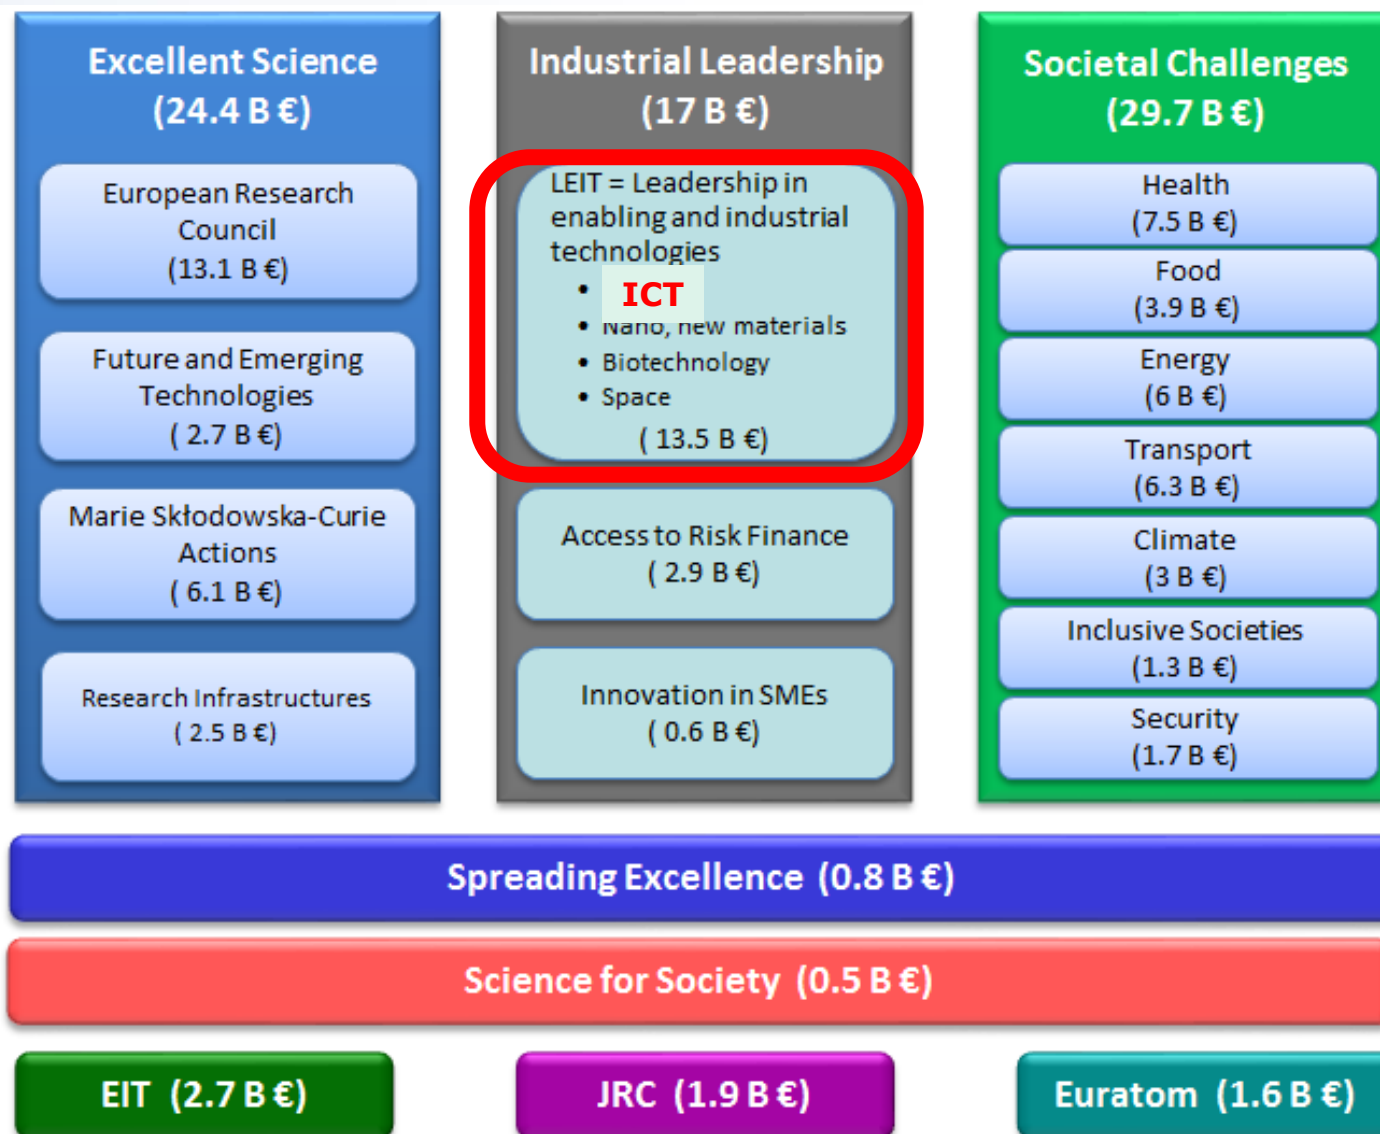 Excellent Science
(24.4 B €)
European Research
Council
(13.1 B €)
Future and Emerging
Technologies
( 2.7 B €)
Marie Skłodowska-Curie
Actions
( 6.1 B €)
Research Infrastructures
( 2.5 B €)
Industrial Leadership
(17 B €)
LEIT = Leadership in
enabling and industrial
technologies
• ICT
• Nano, new materials
• Biotechnology
• Space
( 13.5 B €)
Access to Risk Finance
( 2.9 B €)
Innovation in SMEs
( 0.6 B €)
Societal Challenges
(29.7 B €)
Health
(7.5 B €)
Food
(3.9 B €)
Energy
(6 B €)
Transport
(6.3 B €)
Climate
(3 B €)
Inclusive Societies
(1.3 B €)
Security
(1.7 B €)
Spreading Excellence (0.8 B €)
Science for Society (0.5 B €)
EIT (2.7 B €)
JRC (1.9 B €)
Euratom (1.6 B €)